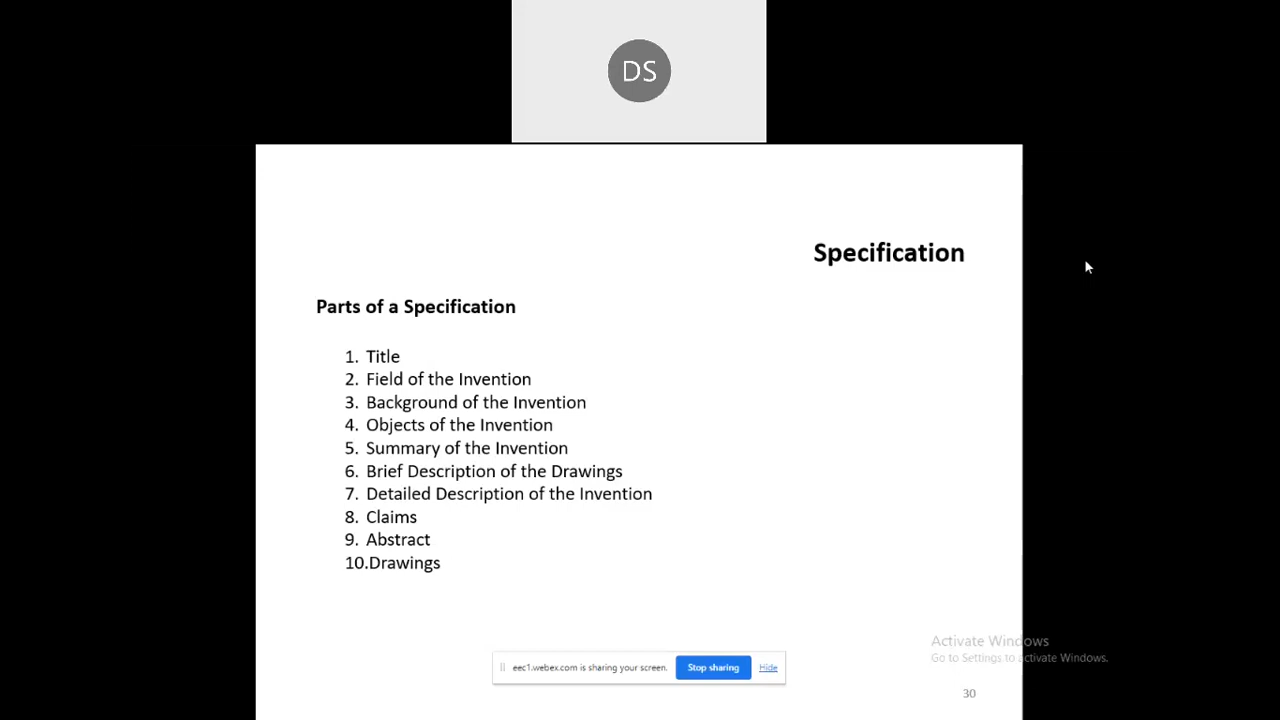 DS
Specification
Parts of a Specification
1. Title
2. Field of the Invention
3. Background of the Invention
4. Objects of the Invention
5. Summary of the Invention
6. Brief Description of the Drawings
7. Detailed Description of the Invention
8. Claims
9. Abstract
10.Drawings
Activate Windows
Go to Settings to activate Windows.
eec1.webex.com is sharing your screen. Stop sharing Hide
30